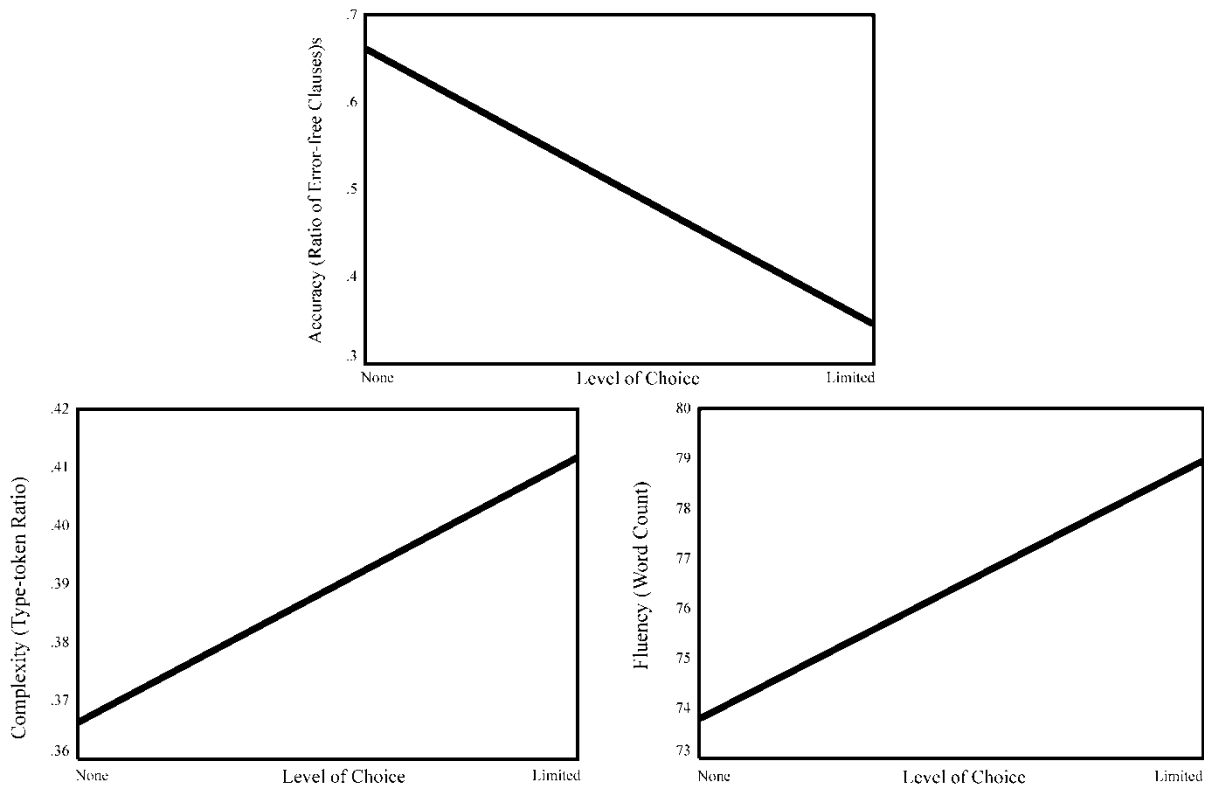 Accuracy (Ratio of Error-free Clauses)s
.7
.6
.5
.4
.3
None
Level of Choice
Limited
Complexity (Type-token Ratio)
.42
.41
.40
.39
.38
.37
.36
None
Level of Choice
Limited
Fluency (Word Count)
80
79
78
77
76
75
74
73
None
Level of Choice
Limited